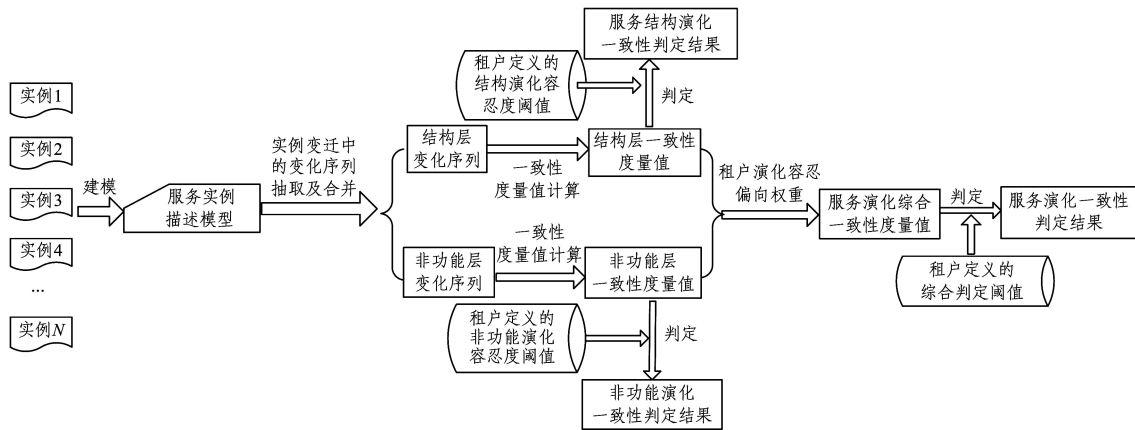 实例1
实例2
实例3
实例4
...
实例N
建模
服务实例
描述模型
实例变迁中
的变化序列
抽取及合并
结构层
变化序列
一致性
度量值计算
结构层一致性
度量值
租户定义的
结构演化容
忍度阈值
判定
服务结构演化
一致性判定结果
非功能层
变化序列
一致性
度量值计算
非功能层
一致性度量值
租户定义的
非功能演化
容忍度阈值
判定
非功能演化
一致性判定结果
租户演化容忍
偏向权重
服务演化综合
一致性度量值
判定
租户定义的
综合判定阈值
服务演化一致性
判定结果